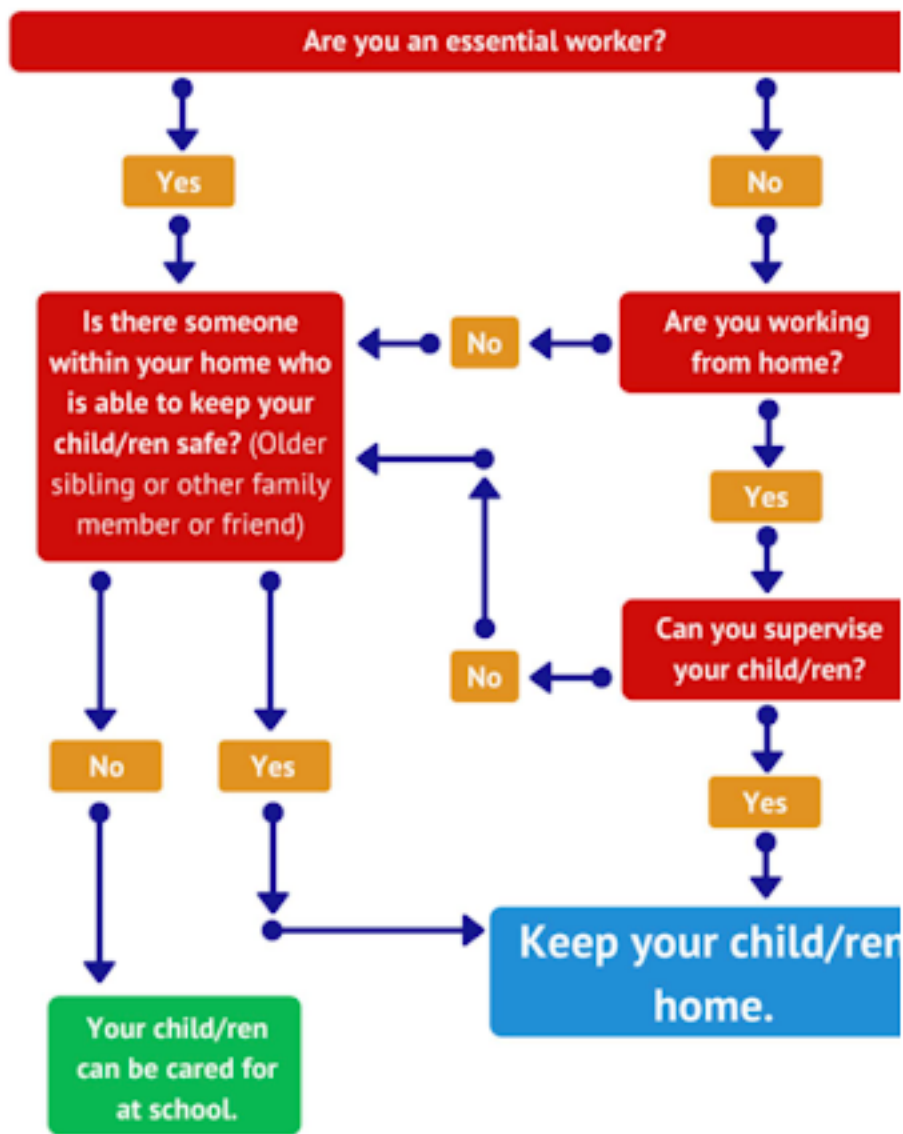 Are you an essential worker?
Yes
No
Is there someone
within your home who
is able to keep your
child/ren safe? (Older
sibling or other family
member or friend)
No
Are you working
from home?
Yes
No
Can you supervise
your child/ren?
No
Yes
Yes
Keep your child/ren
home.
Your child/ren
can be cared for
at school.